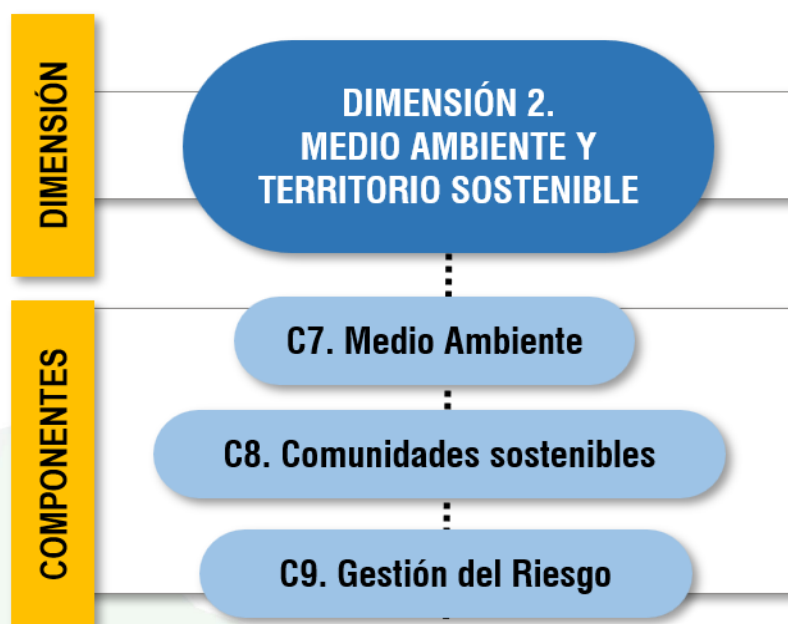 DIMENSIÓN
DIMENSIÓN 2.
MEDIO AMBIENTE Y
TERRITORIO SOSTENIBLE
COMPONENTES
C7. Medio Ambiente
C8. Comunidades sostenibles
C9. Gestión del Riesgo